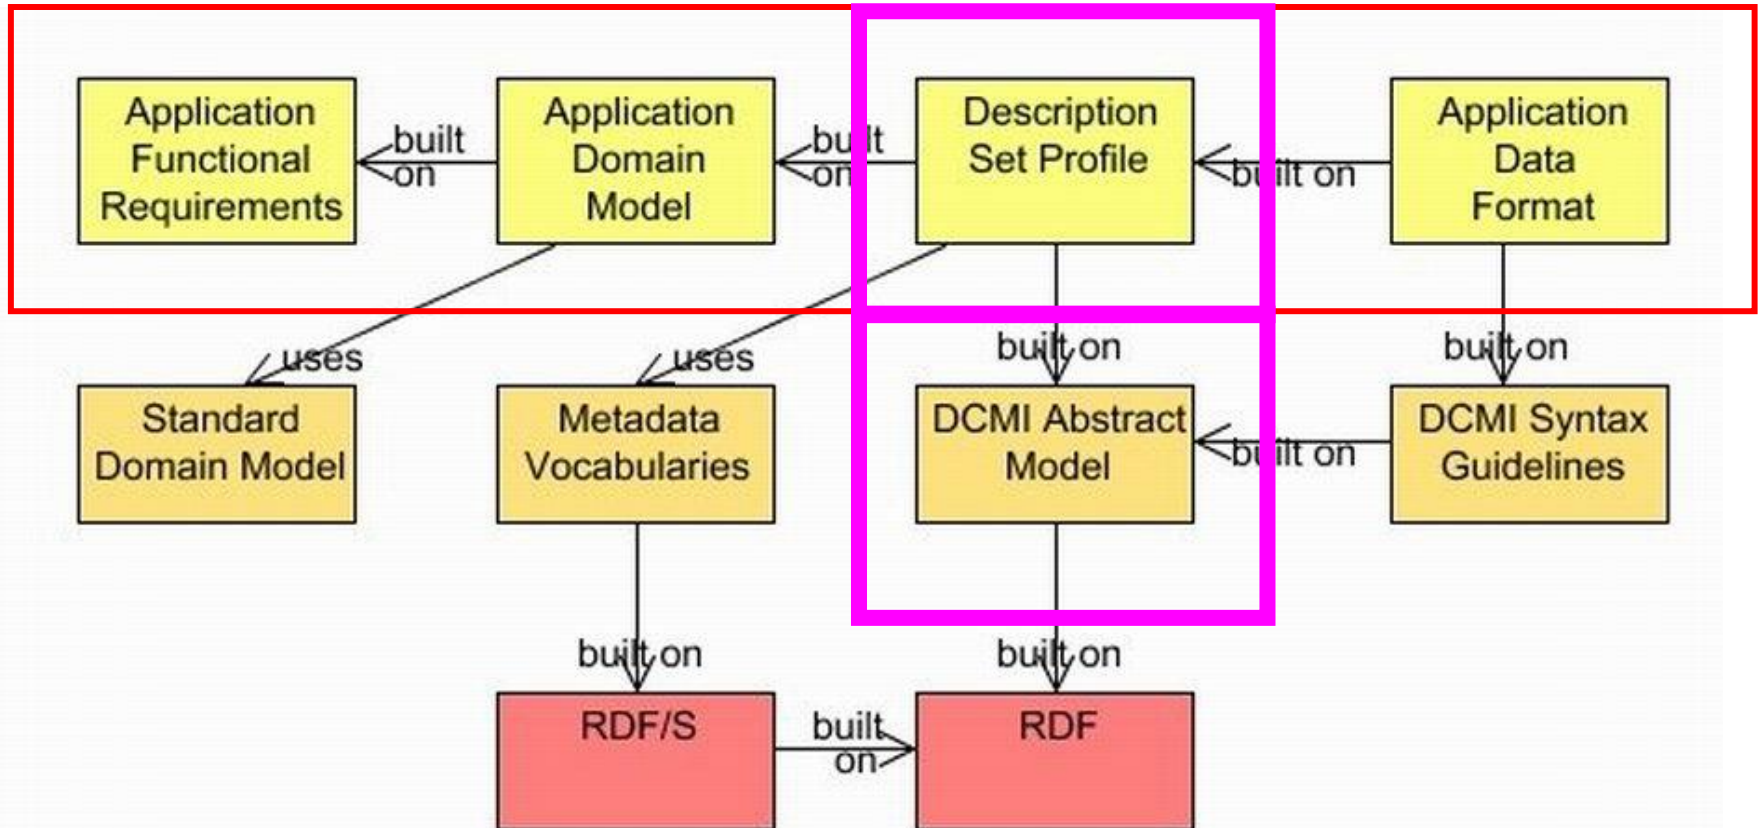 Application
Functional
Requirements
built
on
Application
Domain
Model
built
on
Description
Set Profile
built on
Application
Data
Format
uses
uses
built on
built on
Standard
Domain Model
Metadata
Vocabularies
DCMI Abstract
Model
built on
DCMI Syntax
Guidelines
built on
built on
RDF/S
built
on
RDF